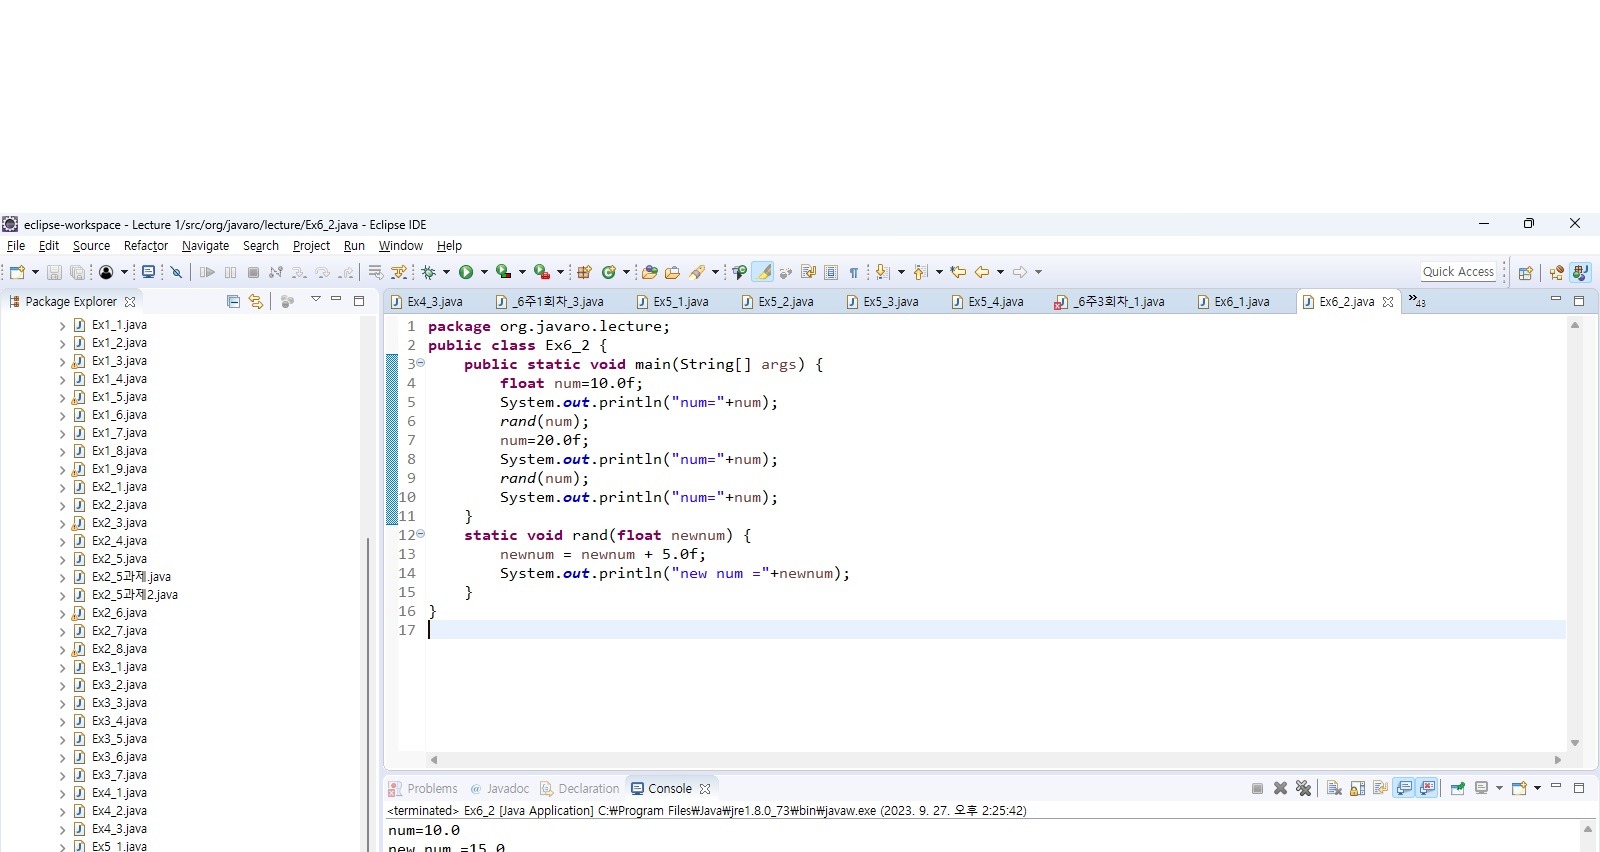 eclipse-workspace - Lecture 1/src/org/javaro/lecture/Ex6_2.java - Eclipse IDE
File Edit Source Refactor Navigate Search Project Run Window Help
Quick Access
Package Explorer
Ex4_3.java _6주1회차_3.java Ex5_1.java Ex5_2.java Ex5_3.java Ex5_4.java _6주3회차_1.java Ex6_1.java Ex6_2.java »43
Ex1_1.java
Ex1_2.java
Ex1_3.java
Ex1_4.java
Ex1_5.java
Ex1_6.java
Ex1_7.java
Ex1_8.java
Ex1_9.java
Ex2_1.java
Ex2_2.java
Ex2_3.java
Ex2_4.java
Ex2_5.java
Ex2_5과제.java
Ex2_5과제2.java
Ex2_6.java
Ex2_7.java
Ex2_8.java
Ex3_1.java
Ex3_2.java
Ex3_3.java
Ex3_4.java
Ex3_5.java
Ex3_6.java
Ex3_7.java
Ex4_1.java
Ex4_2.java
Ex4_3.java
Ex5_1.java
1 package org.javaro.lecture;
2 public class Ex6_2 {
3 public static void main(String[] args) {
4 float num=10.0f;
5 System.out.println("num="+num);
6 rand(num);
7 num=20.0f;
8 System.out.println("num="+num);
9 rand(num);
10 System.out.println("num="+num);
11 }
12 static void rand(float newnum) {
13 newnum = newnum + 5.0f;
14 System.out.println("new num ="+newnum);
15 }
16 }
17
Problems @ Javadoc Declaration Console
<terminated> Ex6_2 [Java Application] C:₩Program Files₩Java₩jre1.8.0_73₩bin₩javaw.exe (2023. 9. 27. 오후 2:25:42)
num=10.0
new num =15.0